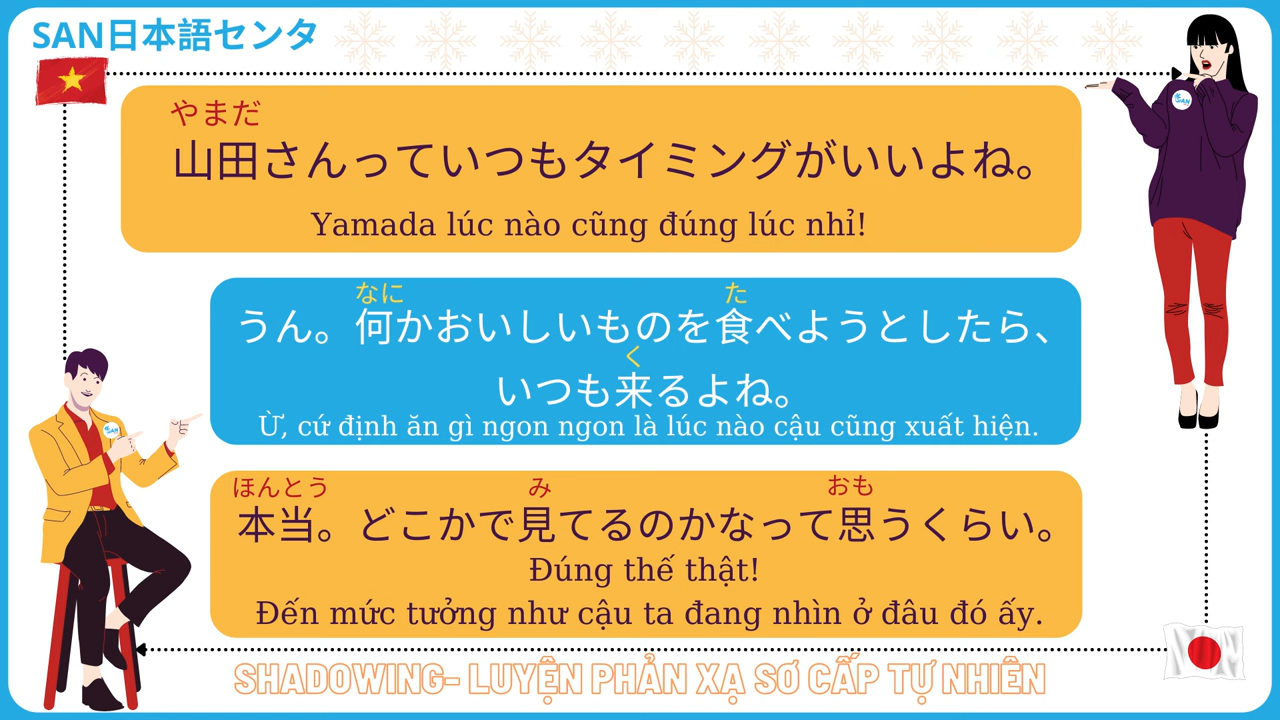 SAN日本語センタ
やまだ
山田さんっていつもタイミングがいいよね。
Yamada lúc nào cũng đúng lúc nhỉ!
なに た
うん。何かおいしいものを食べようとしたら、
く
いつも来るよね。
Ừ, cứ định ăn gì ngon ngon là lúc nào cậu cũng xuất hiện.
ほんとう み おも
本当。どこかで見てるのかなって思うくらい。
Đúng thế thật!
Đến mức tưởng như cậu ta đang nhìn ở đâu đó ấy.
SHADOWING- LUYỆN PHẢN XẠ SƠ CẤP TỰ NHIÊN
SAN
SAN